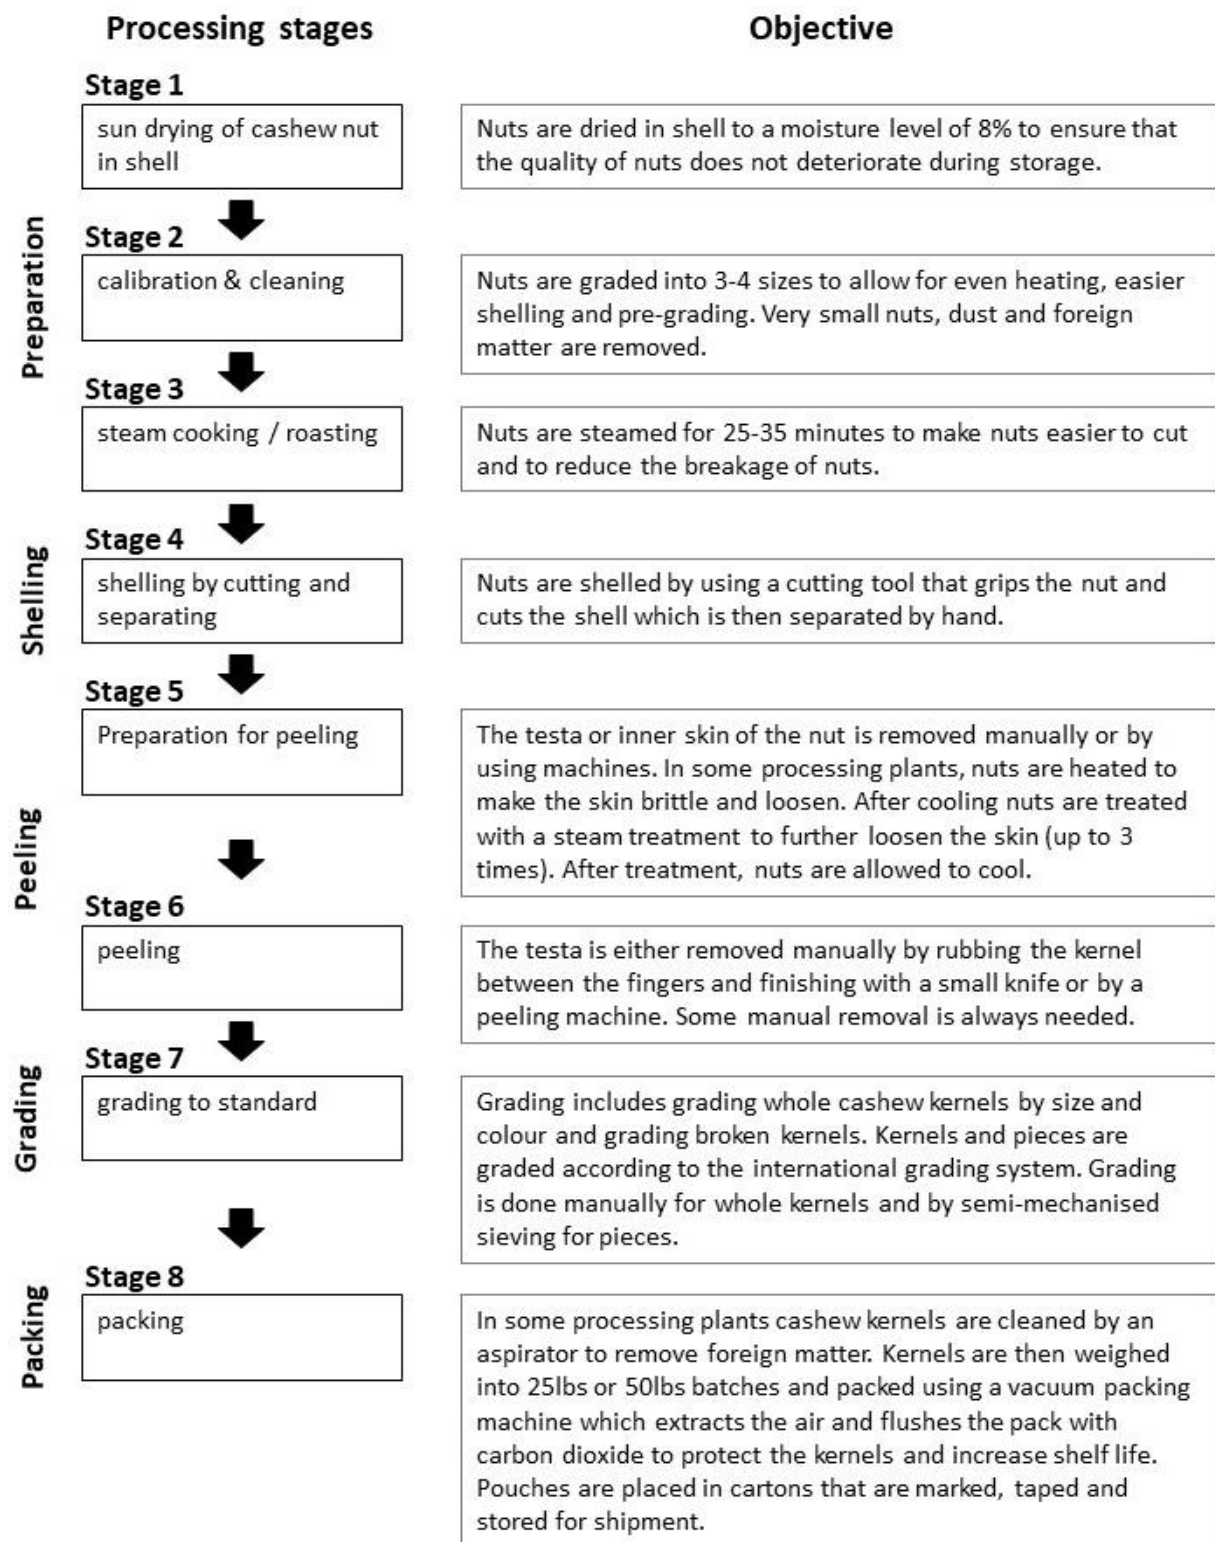 Processing stages
Objective
Preparation
Stage 1
sun drying of cashew nut
in shell
Nuts are dried in shell to a moisture level of 8% to ensure that
the quality of nuts does not deteriorate during storage.
Stage 2
calibration & cleaning
Nuts are graded into 3-4 sizes to allow for even heating, easier
shelling and pre-grading. Very small nuts, dust and foreign
matter are removed.
Stage 3
steam cooking / roasting
Nuts are steamed for 25-35 minutes to make nuts easier to cut
and to reduce the breakage of nuts.
Shelling
Stage 4
shelling by cutting and
separating
Nuts are shelled by using a cutting tool that grips the nut and
cuts the shell which is then separated by hand.
Peeling
Stage 5
Preparation for peeling
The testa or inner skin of the nut is removed manually or by
using machines. In some processing plants, nuts are heated to
make the skin brittle and loosen. After cooling nuts are treated
with a steam treatment to further loosen the skin (up to 3
times). After treatment, nuts are allowed to cool.
Stage 6
peeling
The testa is either removed manually by rubbing the kernel
between the fingers and finishing with a small knife or by a
peeling machine. Some manual removal is always needed.
Grading
Stage 7
grading to standard
Grading includes grading whole cashew kernels by size and
colour and grading broken kernels. Kernels and pieces are
graded according to the international grading system. Grading
is done manually for whole kernels and by semi-mechanised
sieving for pieces.
Packing
Stage 8
packing
In some processing plants cashew kernels are cleaned by an
aspirator to remove foreign matter. Kernels are then weighed
into 25lbs or 50lbs batches and packed using a vacuum packing
machine which extracts the air and flushes the pack with
carbon dioxide to protect the kernels and increase shelf life.
Pouches are placed in cartons that are marked, taped and
stored for shipment.